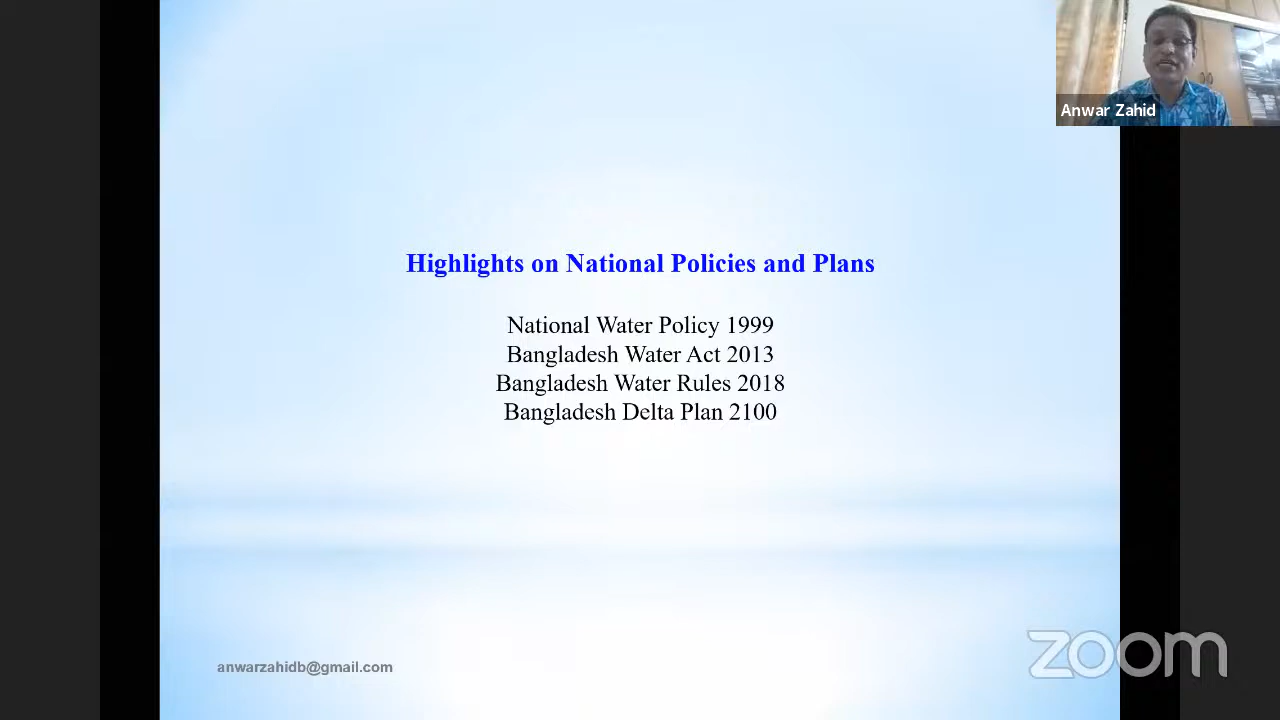 Anwar Zahid
Highlights on National Policies and Plans
National Water Policy 1999
Bangladesh Water Act 2013
Bangladesh Water Rules 2018
Bangladesh Delta Plan 2100
anwarzahidb@gmail.com
zoom